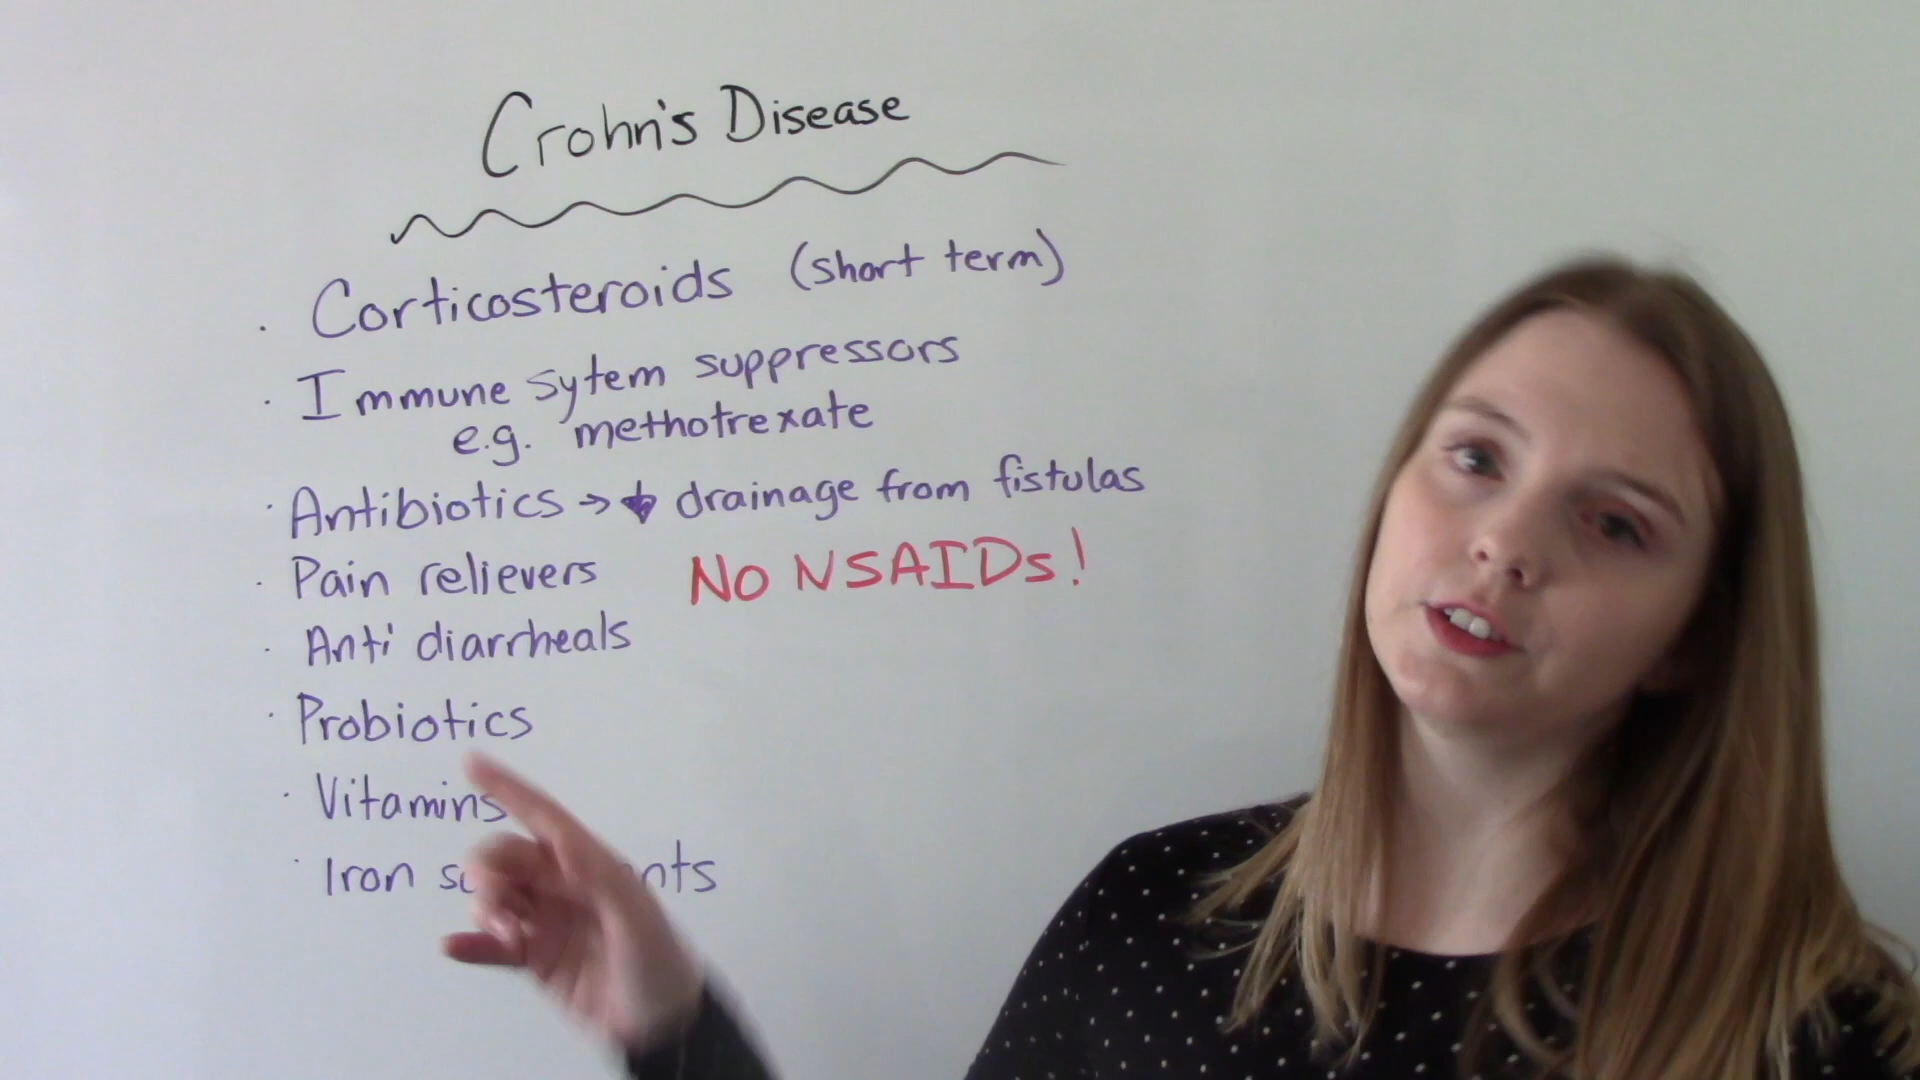 Crohn's Disease
· Corticosteroids (short term)
· Immune sytem suppressors
e.g. methotrexate
· Antibiotics → ↓ drainage from fistulas
· Pain relievers NO NSAIDs!
· Anti diarrheals
· Probiotics
· Vitamins
· Iron